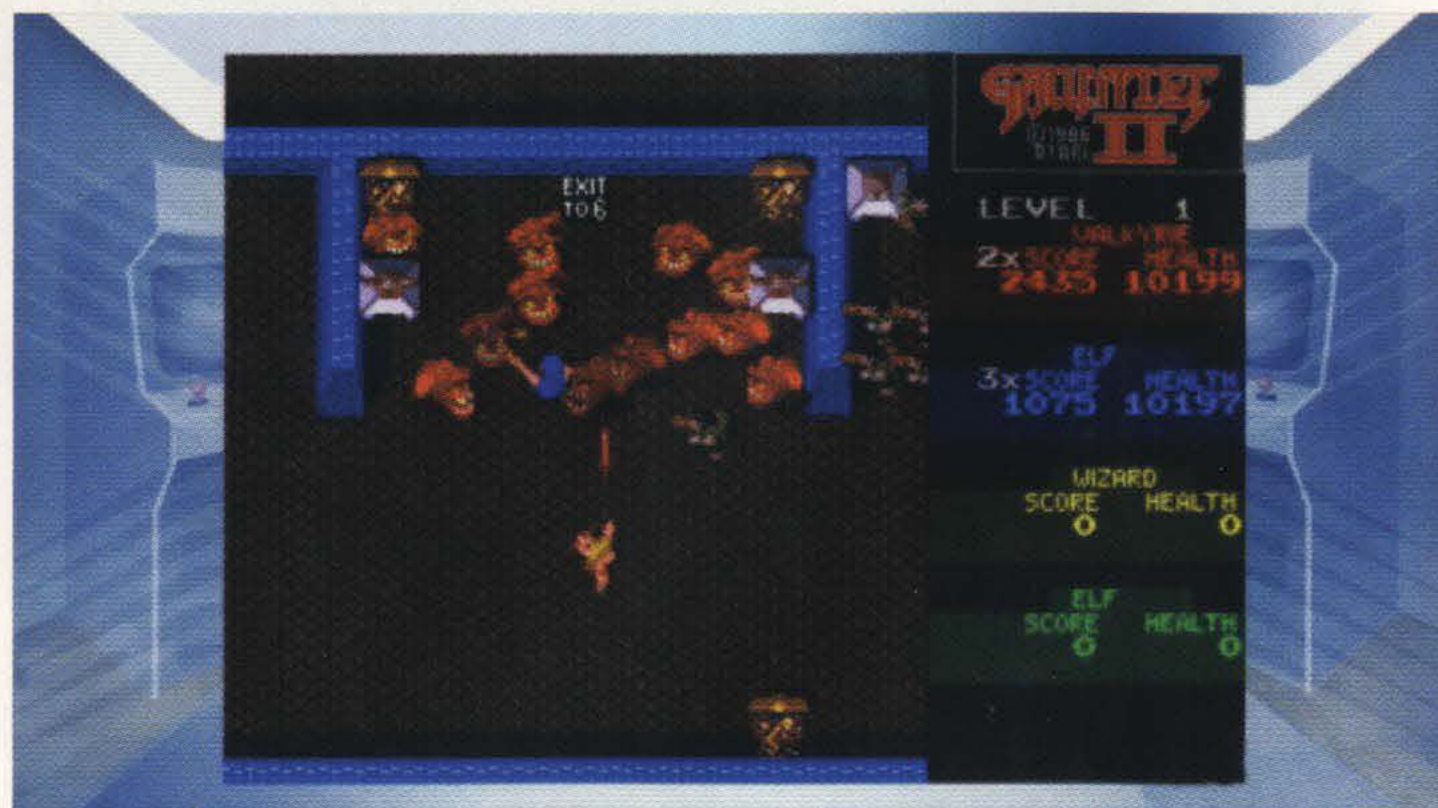 EXIT
TO 6
GAUNTLET
II
LEVEL 1
VALKYRIE
2x SCORE HEALTH
2435 10199
ELF
3x SCORE HEALTH
1075 10197
WIZARD
SCORE HEALTH
0 0
ELF
SCORE HEALTH
0 0